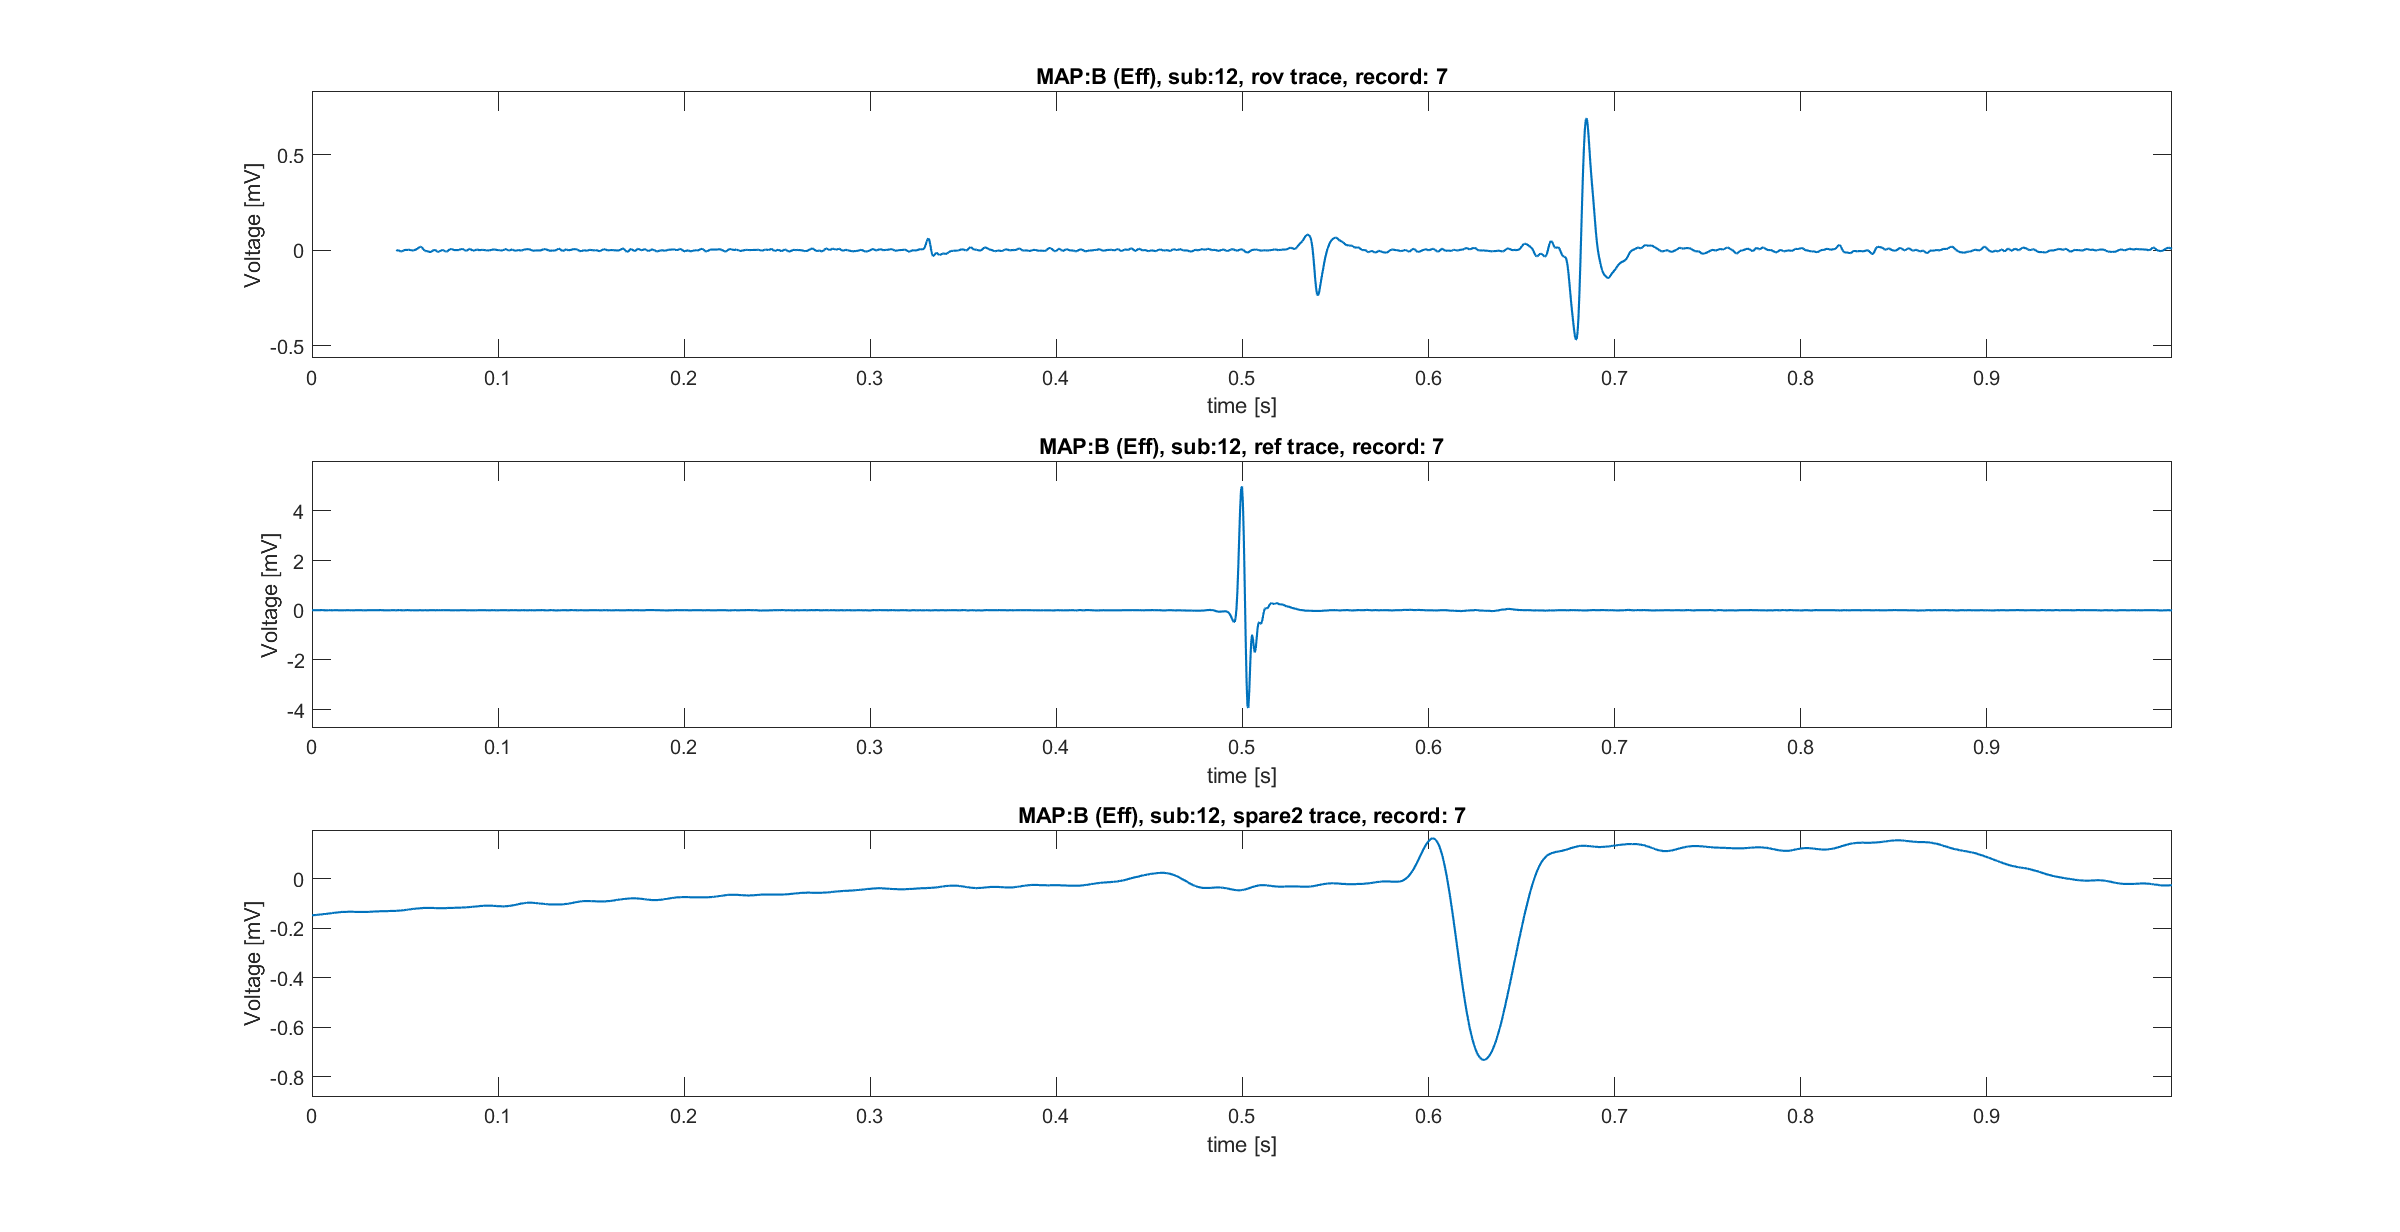 MAP:B (Eff), sub:12, rov trace, record: 7
Voltage [mV]
0.5
0
-0.5
0 0.1 0.2 0.3 0.4 0.5 0.6 0.7 0.8 0.9
time [s]
MAP:B (Eff), sub:12, ref trace, record: 7
Voltage [mV]
4
2
0
-2
-4
0 0.1 0.2 0.3 0.4 0.5 0.6 0.7 0.8 0.9
time [s]
MAP:B (Eff), sub:12, spare2 trace, record: 7
Voltage [mV]
0
-0.2
-0.4
-0.6
-0.8
0 0.1 0.2 0.3 0.4 0.5 0.6 0.7 0.8 0.9
time [s]